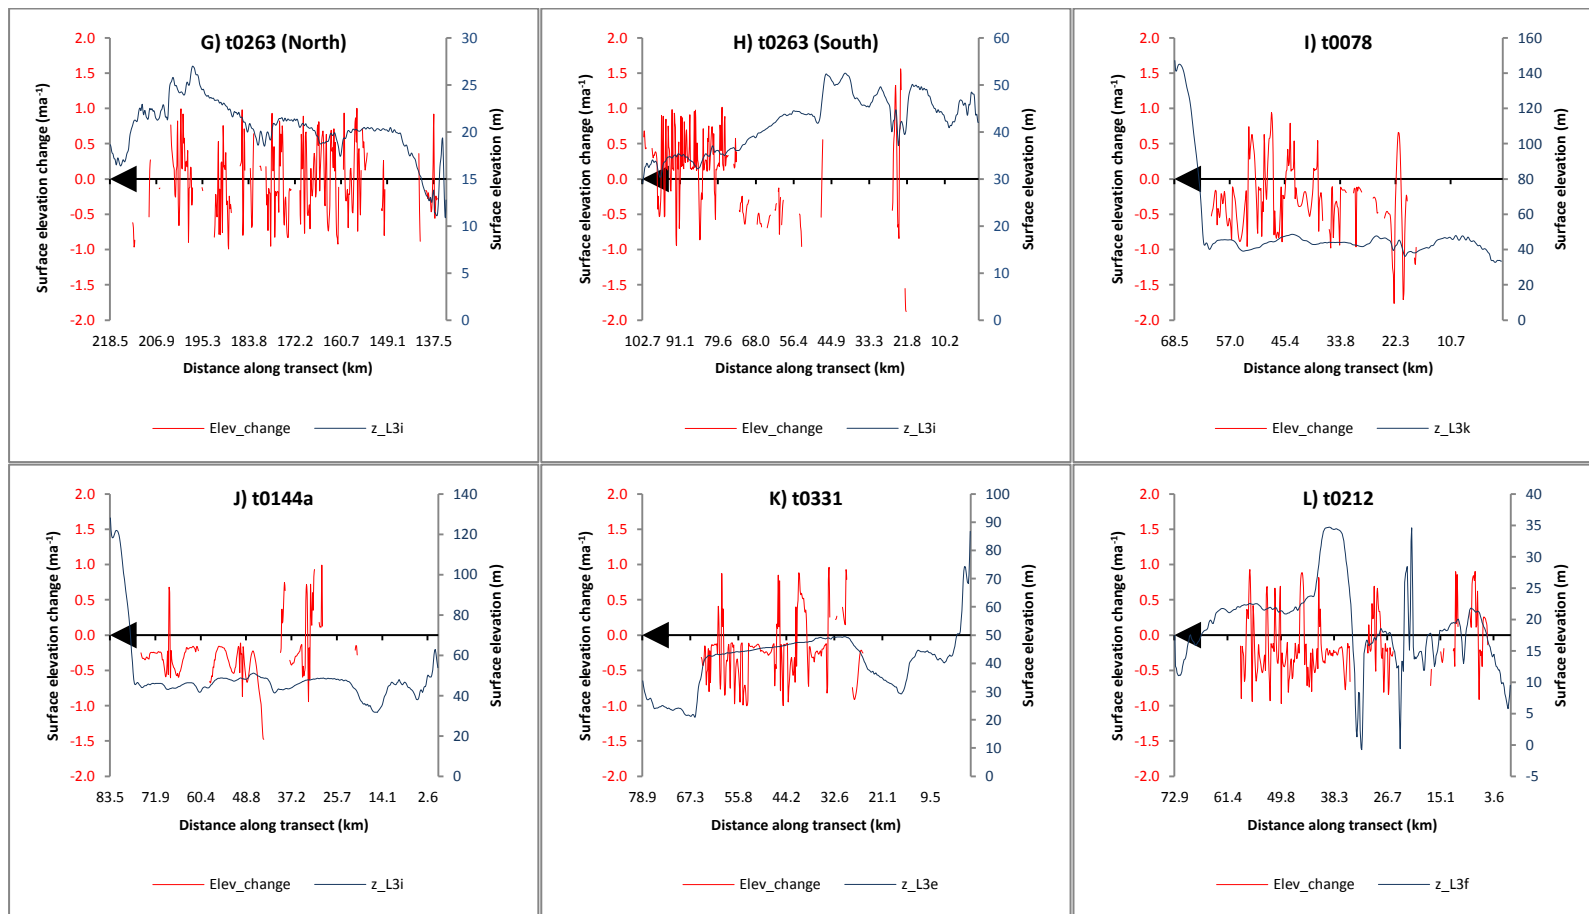 G) t0263 (North)
2.0
1.5
1.0
0.5
0.0
-0.5
-1.0
-1.5
-2.0
Surface elevation change (ma⁻¹)
30
25
20
15
10
5
0
Surface elevation (m)
218.5 206.9 195.3 183.8 172.2 160.7 149.1 137.5
Distance along transect (km)
Elev_change z_L3i
H) t0263 (South)
2.0
1.5
1.0
0.5
0.0
-0.5
-1.0
-1.5
-2.0
Surface elevation change (ma⁻¹)
60
50
40
30
20
10
0
Surface elevation (m)
102.7 91.1 79.6 68.0 56.4 44.9 33.3 21.8 10.2
Distance along transect (km)
Elev_change z_L3i
I) t0078
2.0
1.5
1.0
0.5
0.0
-0.5
-1.0
-1.5
-2.0
Surface elevation change (ma⁻¹)
160
140
120
100
80
60
40
20
0
Surface elevation (m)
68.5 57.0 45.4 33.8 22.3 10.7
Distance along transect (km)
Elev_change z_L3k
J) t0144a
2.0
1.5
1.0
0.5
0.0
-0.5
-1.0
-1.5
-2.0
Surface elevation change (ma⁻¹)
140
120
100
80
60
40
20
0
Surface elevation (m)
83.5 71.9 60.4 48.8 37.2 25.7 14.1 2.6
Distance along transect (km)
Elev_change z_L3i
K) t0331
2.0
1.5
1.0
0.5
0.0
-0.5
-1.0
-1.5
-2.0
Surface elevation change (ma⁻¹)
100
90
80
70
60
50
40
30
20
10
0
Surface elevation (m)
78.9 67.3 55.8 44.2 32.6 21.1 9.5
Distance along transect (km)
Elev_change z_L3e
L) t0212
2.0
1.5
1.0
0.5
0.0
-0.5
-1.0
-1.5
-2.0
Surface elevation change (ma⁻¹)
40
35
30
25
20
15
10
5
0
-5
Surface elevation (m)
72.9 61.4 49.8 38.3 26.7 15.1 3.6
Distance along transect (km)
Elev_change z_L3f